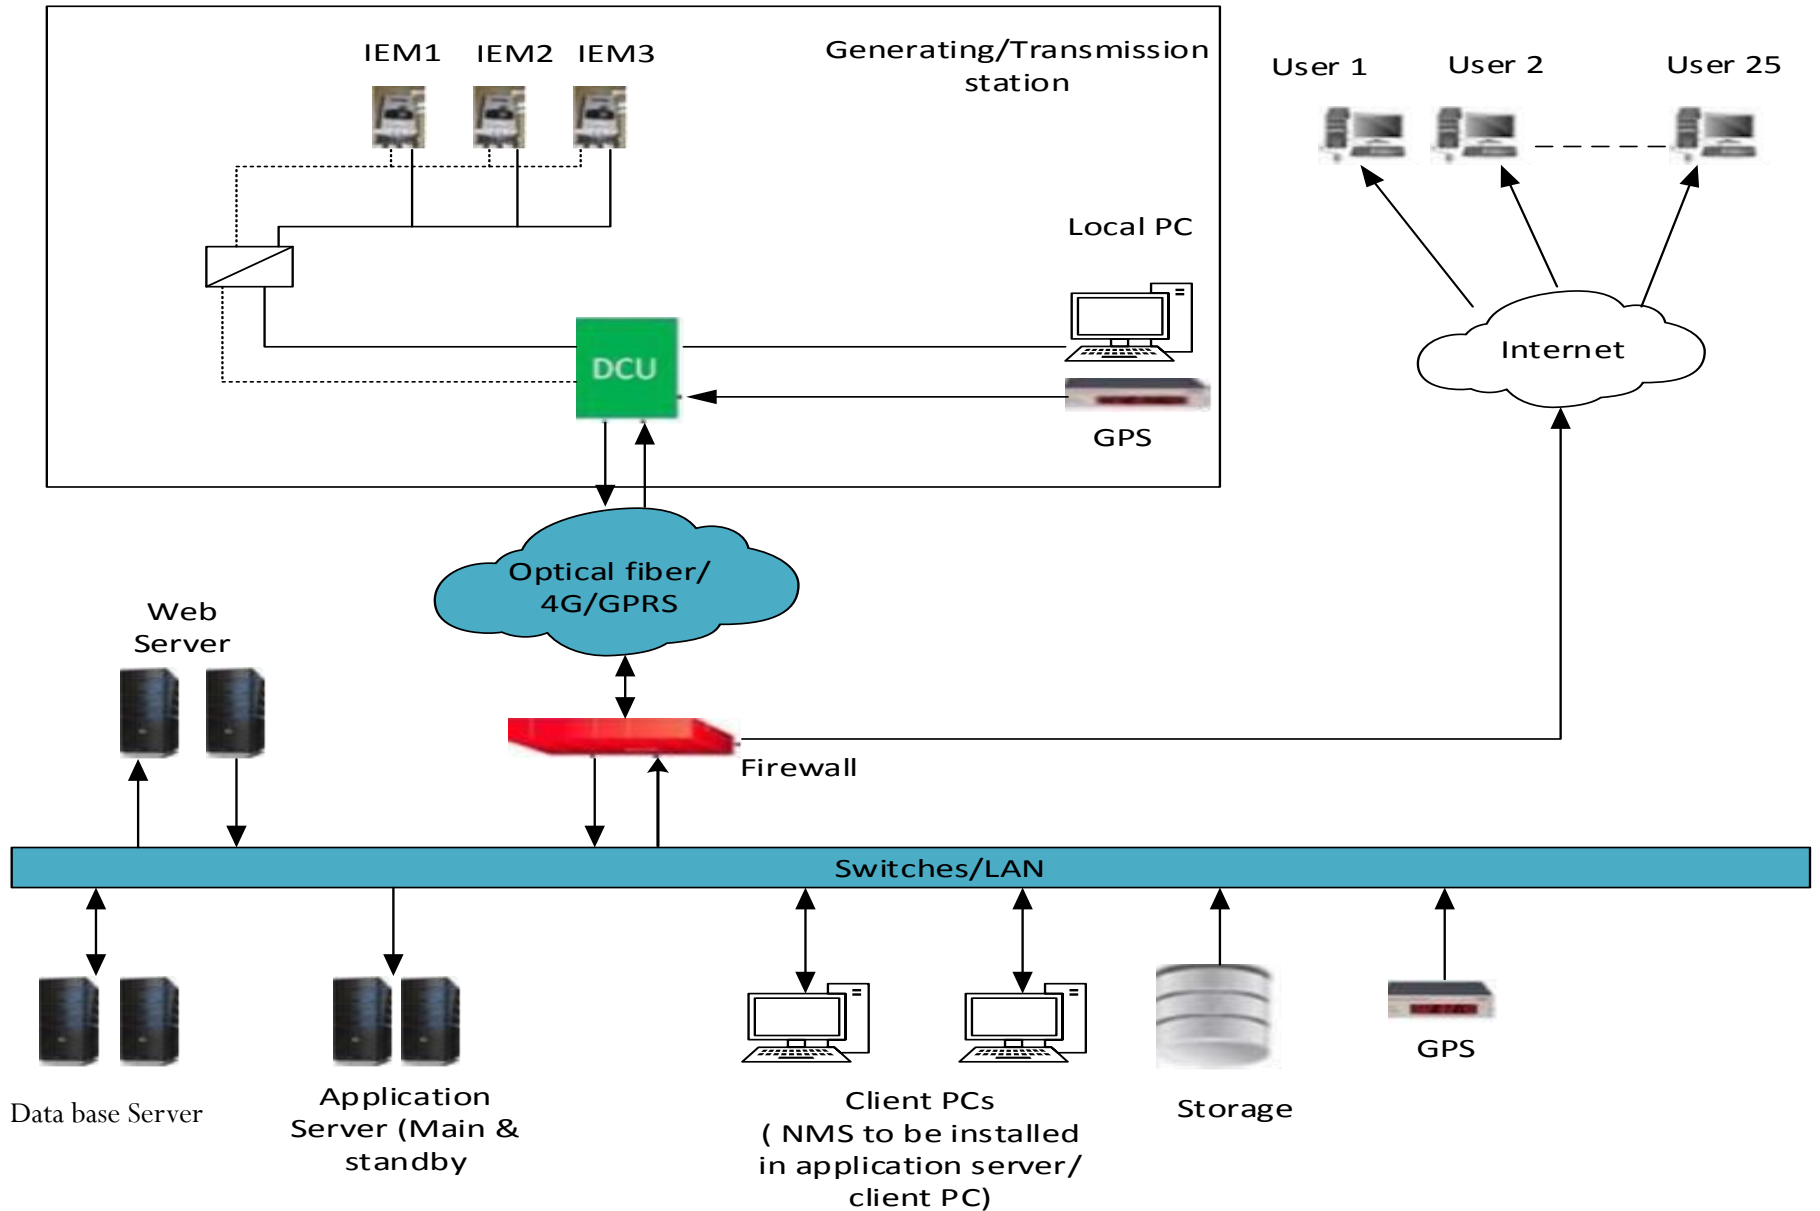 IEM1
IEM2
IEM3
Generating/Transmission
station
User 1
User 2
User 25
Local PC
Internet
DCU
GPS
Optical fiber/
4G/GPRS
Web
Server
Firewall
Switches/LAN
Data base Server
Application
Server (Main &
standby
Client PCs
( NMS to be installed
in application server/
client PC)
Storage
GPS